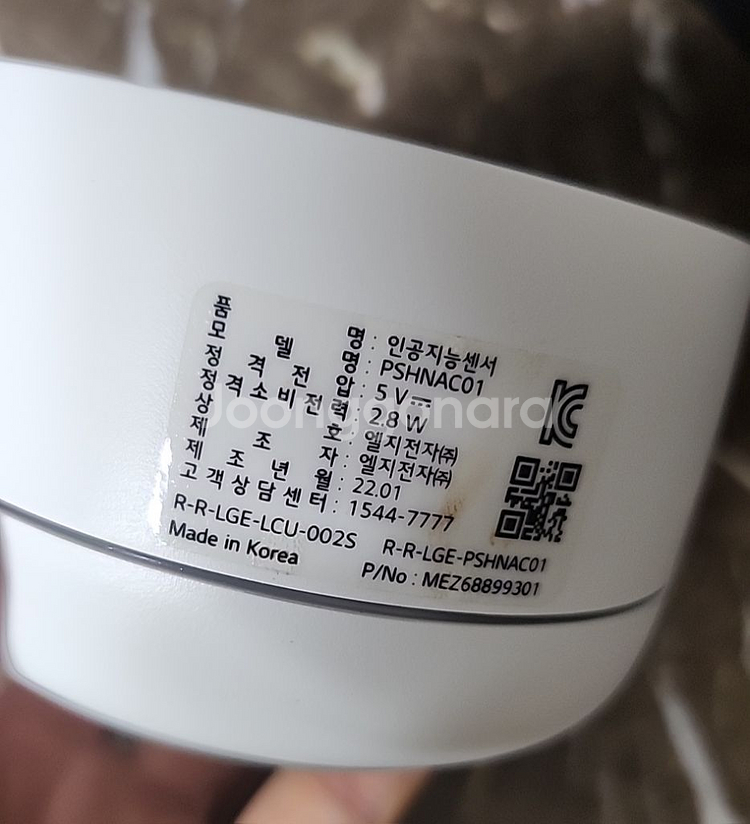 품 명 : 인공지능센서
모 델 명 : PSHNAC01
정 격 전 압 : 5 V
정 격 소 비 전 력 : 2.8 W
상 호 : 엘지전자㈜
제 조 자 : 엘지전자㈜
제 조 년 월 : 22.01
고객상담센터 : 1544-7777
R-R-LGE-LCU-002S R-R-LGE-PSHNAC01
Made in Korea P/No : MEZ68899301
Joongonara